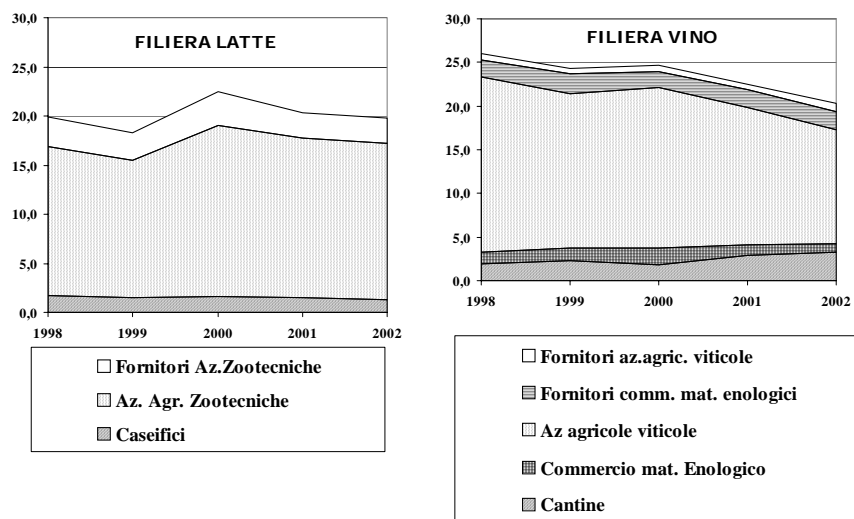 FILIERA LATTE
30,0
25,0
20,0
15,0
10,0
5,0
0,0
1998 1999 2000 2001 2002
Fornitori Az.Zootecniche
Az. Agr. Zootecniche
Caseifici
FILIERA VINO
30,0
25,0
20,0
15,0
10,0
5,0
0,0
1998 1999 2000 2001 2002
Fornitori az.agric. viticole
Fornitori comm. mat. enologici
Az agricole viticole
Commercio mat. Enologico
Cantine